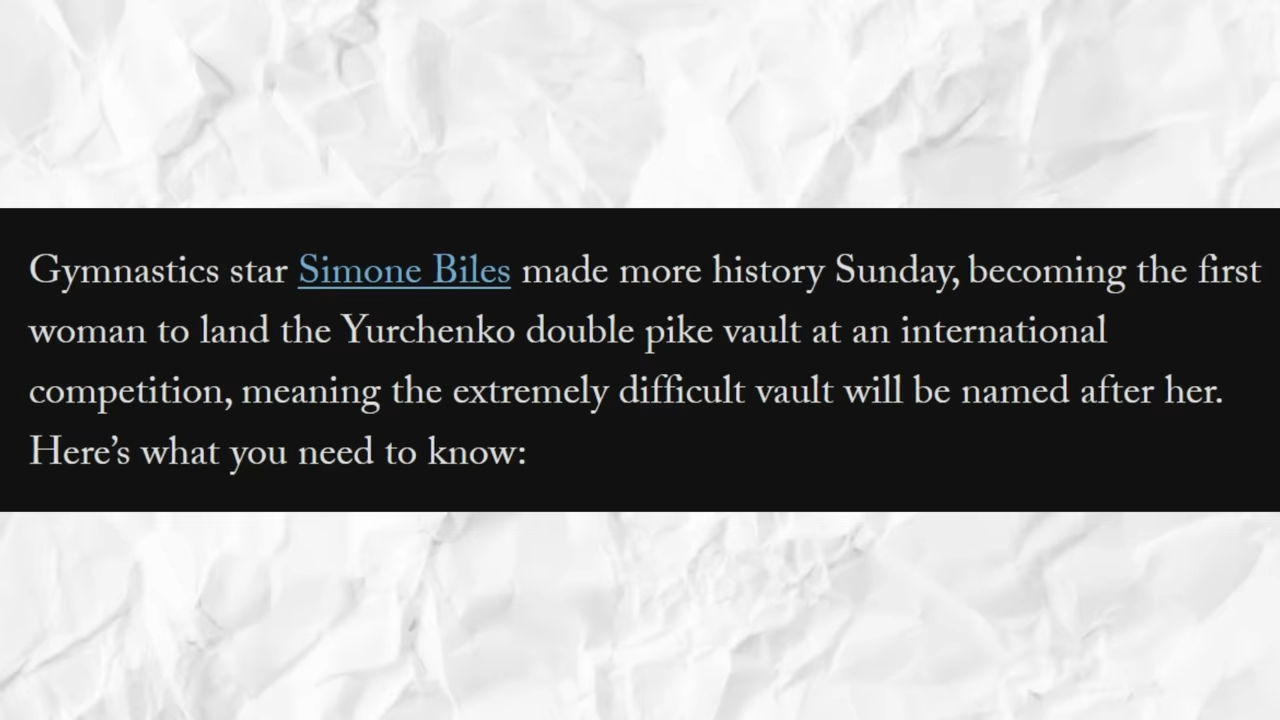 Gymnastics star Simone Biles made more history Sunday, becoming the first
woman to land the Yurchenko double pike vault at an international
competition, meaning the extremely difficult vault will be named after her.
Here’s what you need to know: